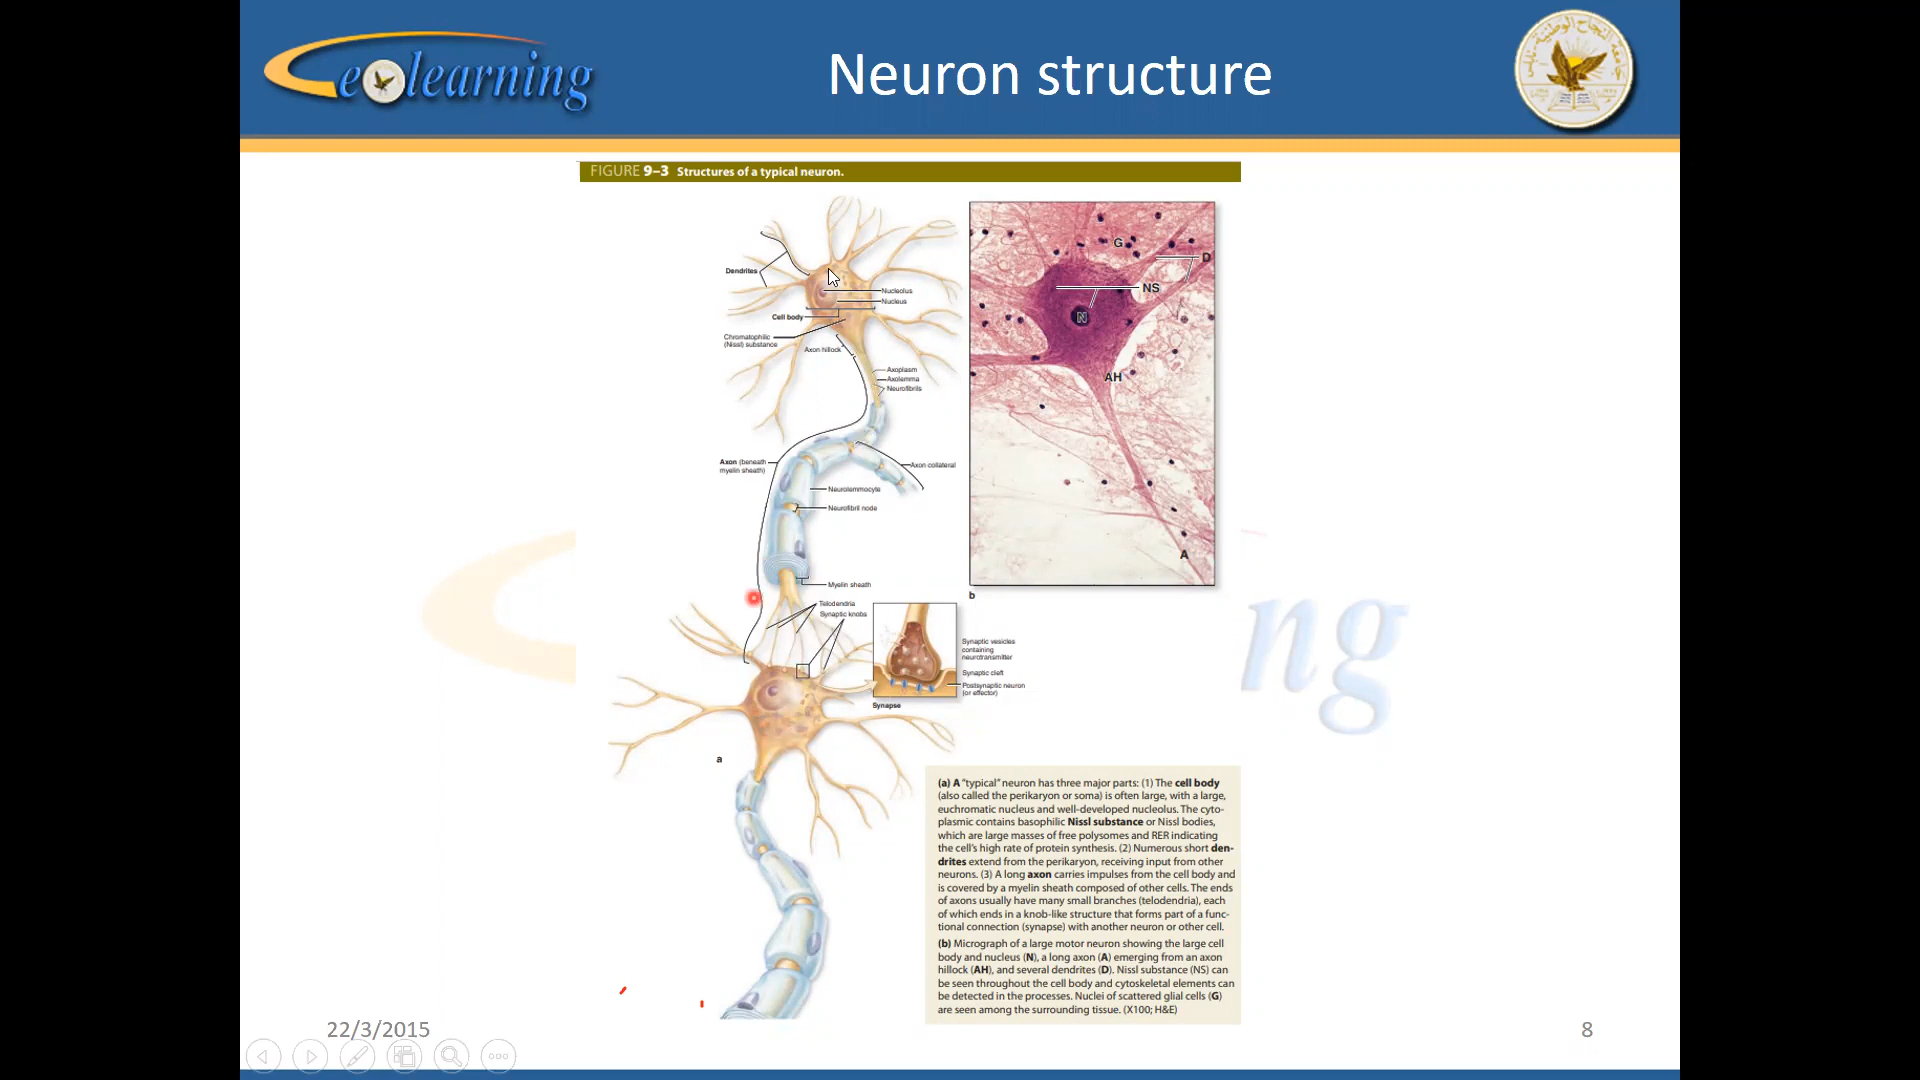 eolearning
Neuron structure
FIGURE 9–3 Structures of a typical neuron.
Dendrites
Nucleolus
Nucleus
Cell body
Chromatophilic
(Nissl) substance
Axon hillock
Axoplasm
Axolemma
Neurofibrils
Axon (beneath
myelin sheath)
Axon collateral
Neurolemmocyte
Neurofibril node
Myelin sheath
Telodendria
Synaptic knobs
Synaptic vesicles
containing
neurotransmitter
Synaptic cleft
Postsynaptic neuron
(or effector)
Synapse
a
G
D
NS
N
AH
A
b
ng
(a) A "typical" neuron has three major parts: (1) The cell body
(also called the perikaryon or soma) is often large, with a large,
euchromatic nucleus and well-developed nucleolus. The cyto-
plasmic contains basophilic Nissl substance or Nissl bodies,
which are large masses of free polysomes and RER indicating
the cell's high rate of protein synthesis. (2) Numerous short den-
drites extend from the perikaryon, receiving input from other
neurons. (3) A long axon carries impulses from the cell body and
is covered by a myelin sheath composed of other cells. The ends
of axons usually have many small branches (telodendria), each
of which ends in a knob-like structure that forms part of a func-
tional connection (synapse) with another neuron or other cell.
(b) Micrograph of a large motor neuron showing the large cell
body and nucleus (N), a long axon (A) emerging from an axon
hillock (AH), and several dendrites (D). Nissl substance (NS) can
be seen throughout the cell body and cytoskeletal elements can
be detected in the processes. Nuclei of scattered glial cells (G)
are seen among the surrounding tissue. (X100; H&E)
22/3/2015
8